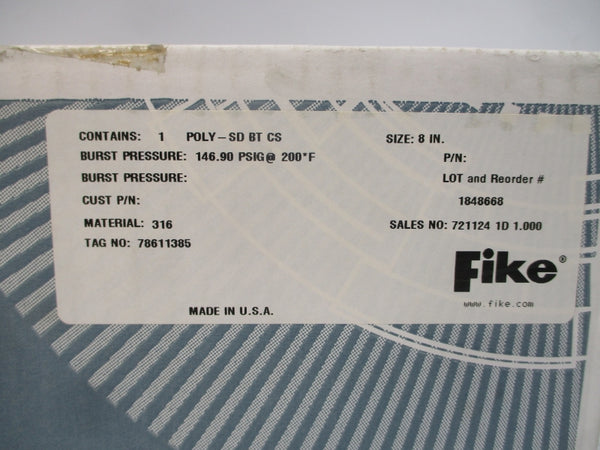 CONTAINS: 1 POLY-SD BT CS SIZE: 8 IN.
BURST PRESSURE: 146.90 PSIG@ 200*F P/N:
BURST PRESSURE: LOT and Reorder #
CUST P/N: 1848668
MATERIAL: 316 SALES NO: 721124 1D 1.000
TAG NO: 78611385
Fike®
www.fike.com
MADE IN U.S.A.